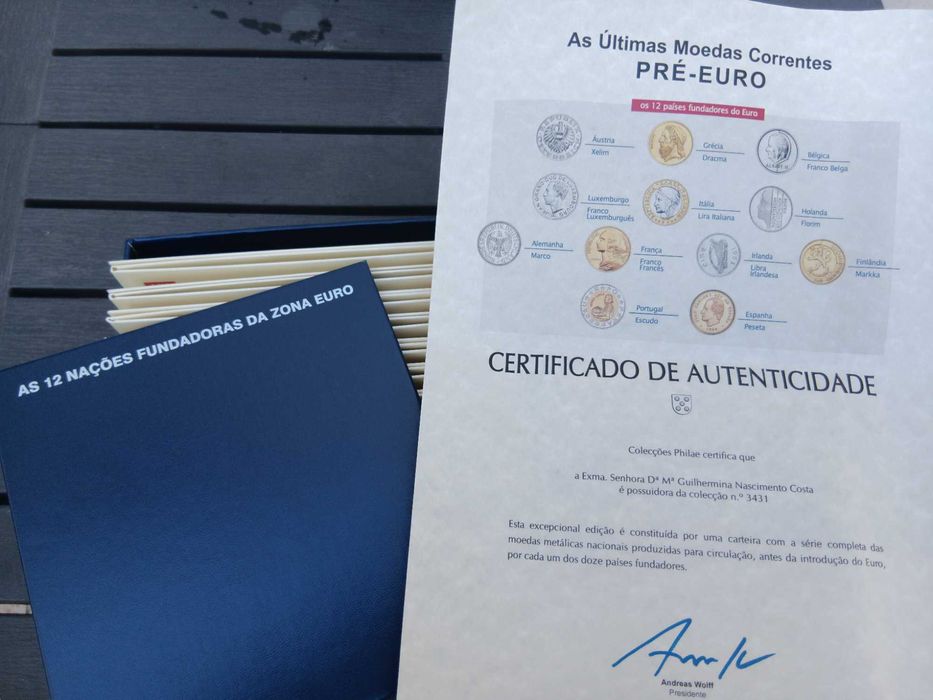 AS 12 NAÇÕES FUNDADORAS DA ZONA EURO
As Últimas Moedas Correntes
PRÉ-EURO
os 12 países fundadores do Euro
Áustria
Xelim
Grécia
Dracma
Bélgica
Franco Belga
Luxemburgo
Franco
Luxemburguês
Itália
Lira Italiana
Holanda
Florim
Alemanha
Marco
França
Franco
Francês
Irlanda
Libra
Irlandesa
Finlândia
Markka
Portugal
Escudo
Espanha
Peseta
CERTIFICADO DE AUTENTICIDADE
Colecções Philae certifica que
a Exma. Senhora Dª Mª Guilhermina Nascimento Costa
é possuidora da colecção n.º 3431
Esta excepcional edição é constituída por uma carteira com a série completa das
moedas metálicas nacionais produzidas para circulação, antes da introdução do Euro,
por cada um dos doze países fundadores.
Andreas Wolff
Presidente